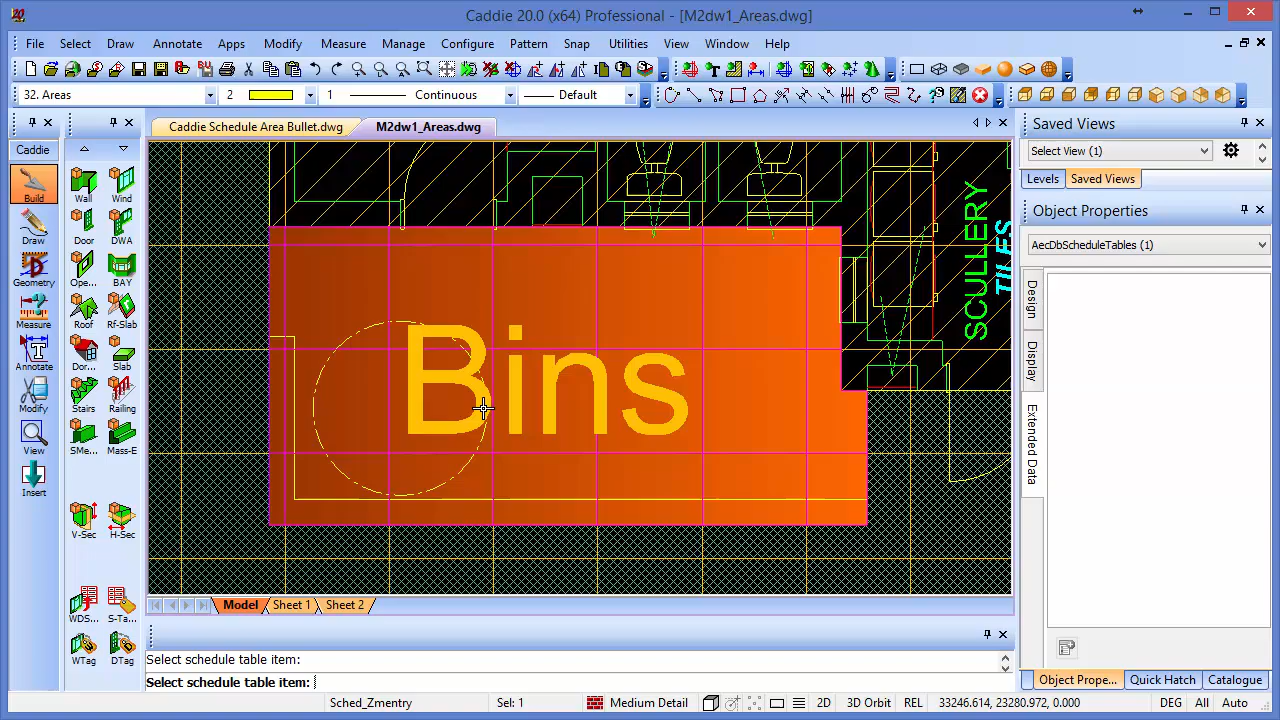 Caddie 20.0 (x64) Professional - [M2dw1_Areas.dwg]
File Select Draw Annotate Apps Modify Measure Manage Configure Pattern Snap Utilities View Window Help
32. Areas 2 1 Continuous Default
Caddie Schedule Area Bullet.dwg M2dw1_Areas.dwg
Caddie
Build
Draw
Geometry
Measure
Annotate
Modify
View
Insert
Wall Wind
Door DWA
Ope... BAY
Roof Rf-Slab
Dor... Slab
Stairs Railing
SMe... Mass-E
V-Sec H-Sec
WDS... S-Ta...
WTag DTag
Bins
SCULLERY
TILES
Saved Views
Select View (1)
Levels Saved Views
Object Properties
AecDbScheduleTables (1)
Design
Display
Extended Data
Object Prope... Quick Hatch Catalogue
Model Sheet 1 Sheet 2
Select schedule table item:
Select schedule table item:
Sched_Zmentry Sel: 1 Medium Detail 2D 3D Orbit REL 33246.614, 23280.972, 0.000 DEG All Auto